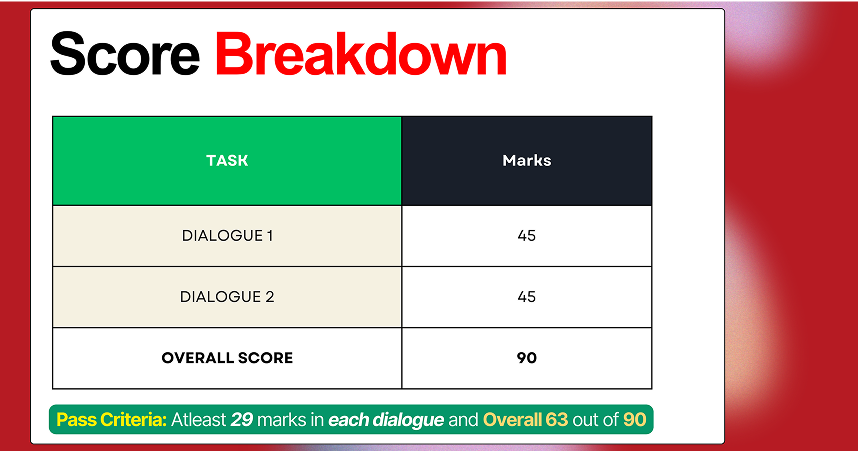 Score Breakdown
TASK Marks
DIALOGUE 1 45
DIALOGUE 2 45
OVERALL SCORE 90
Pass Criteria: Atleast 29 marks in each dialogue and Overall 63 out of 90